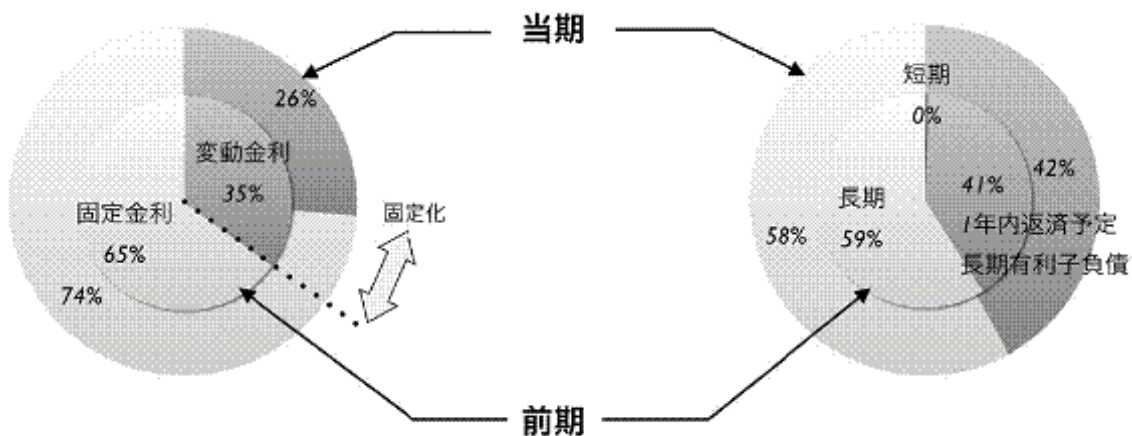 当期
26%
変動金利
35%
固定金利
65%
74%
固定化
短期
0%
42%
41%
長期
1年内返済予定
58%
59%
長期有利子負債
前期